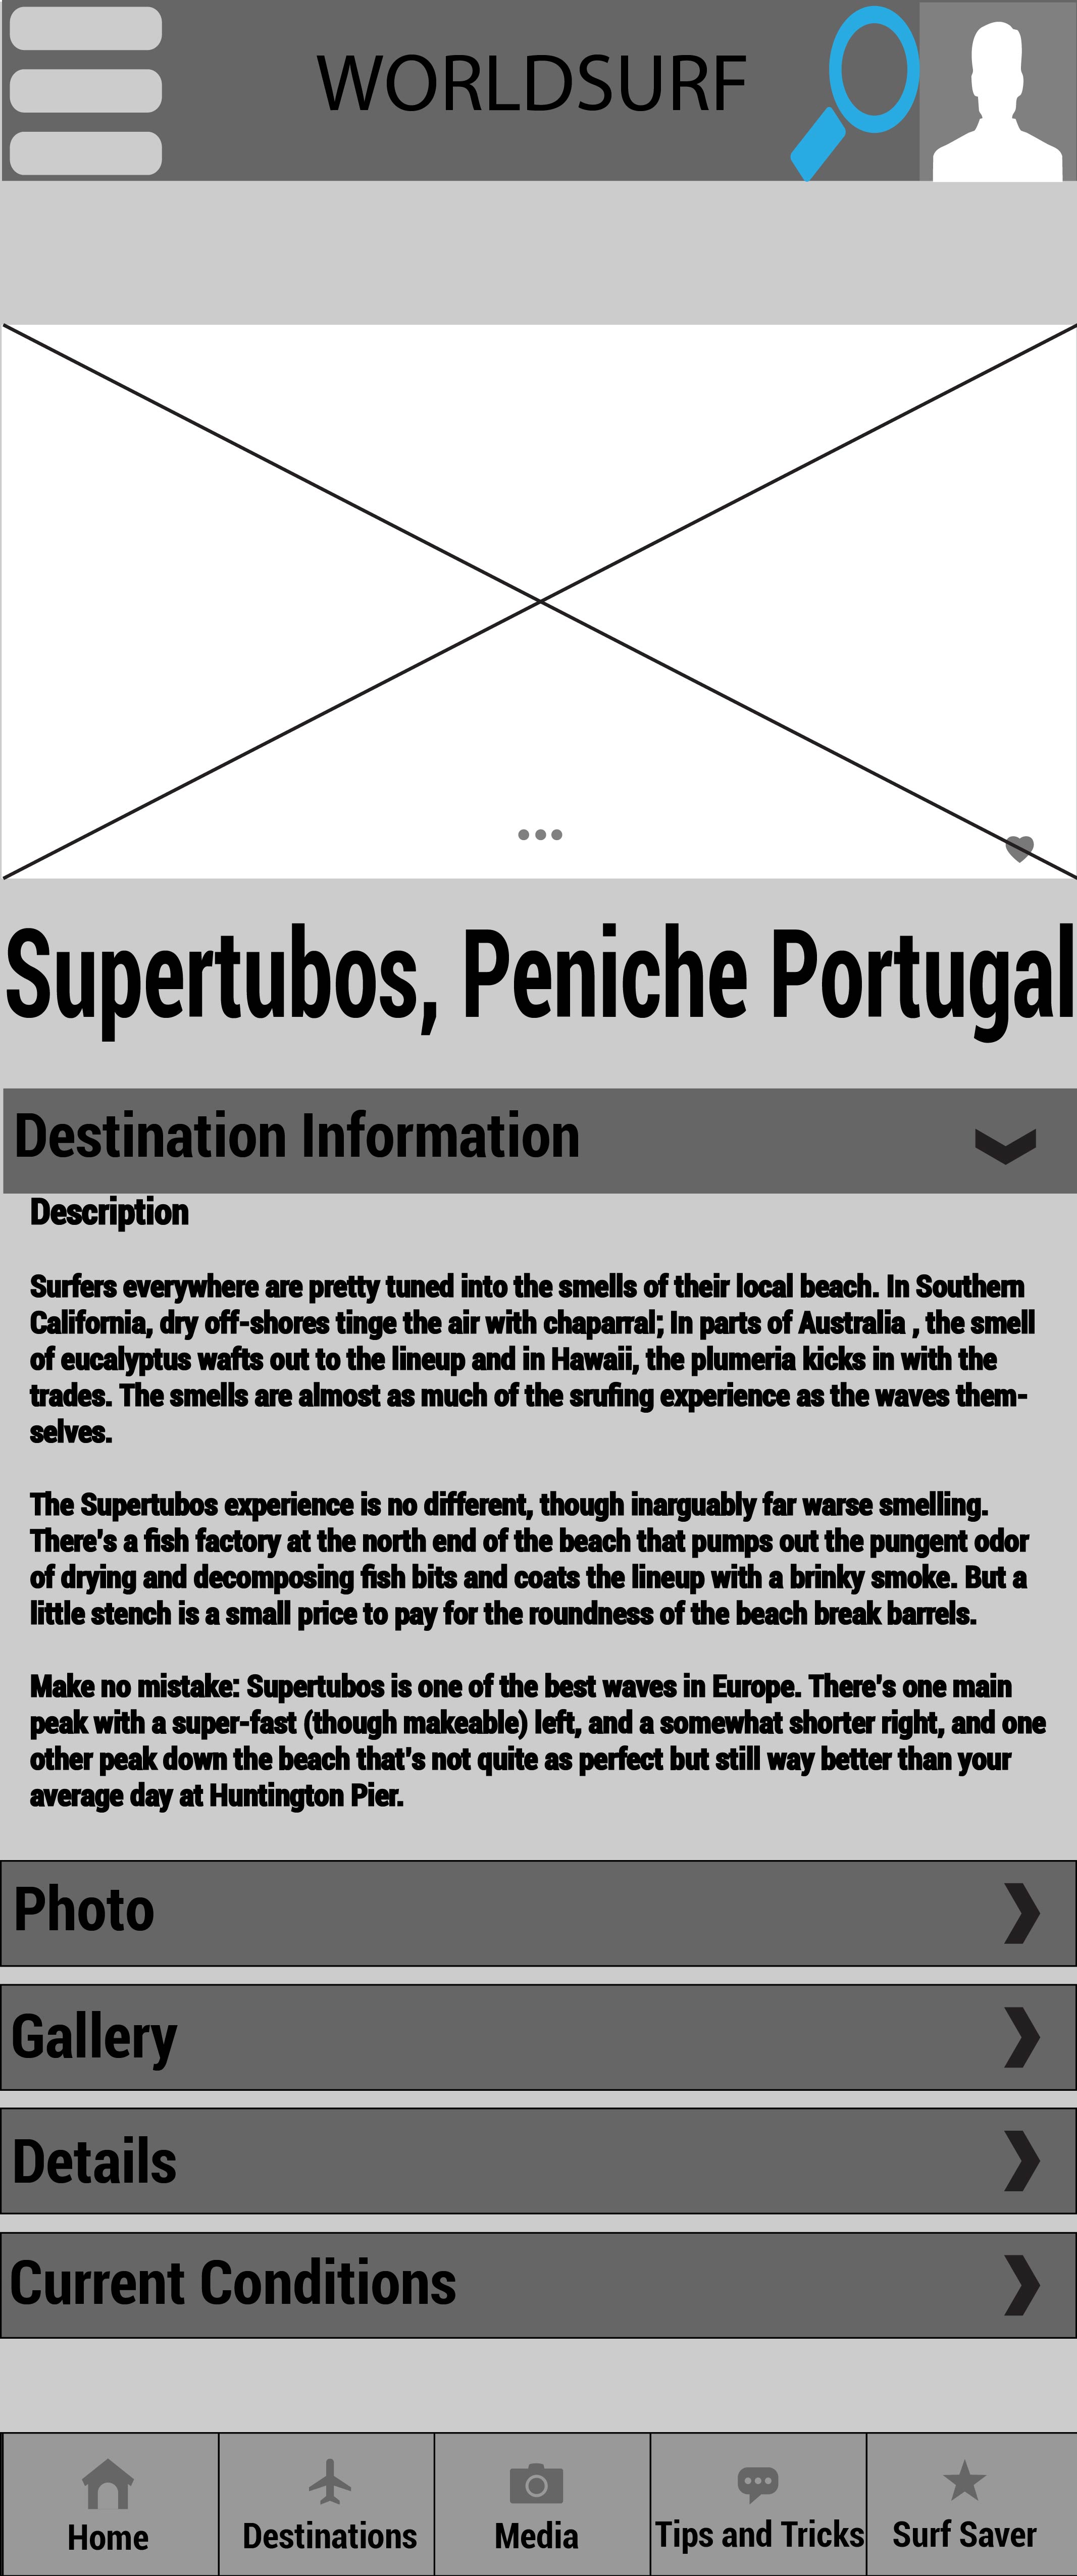 WORLDSURF
Supertubos, Peniche Portugal
Destination Information
Description
Surfers everywhere are pretty tuned into the smells of their local beach. In Southern
California, dry off-shores tinge the air with chaparral; In parts of Australia , the smell
of eucalyptus wafts out to the lineup and in Hawaii, the plumeria kicks in with the
trades. The smells are almost as much of the srufing experience as the waves them-
selves.
The Supertubos experience is no different, though inarguably far warse smelling.
There's a fish factory at the north end of the beach that pumps out the pungent odor
of drying and decomposing fish bits and coats the lineup with a brinky smoke. But a
little stench is a small price to pay for the roundness of the beach break barrels.
Make no mistake: Supertubos is one of the best waves in Europe. There's one main
peak with a super-fast (though makeable) left, and a somewhat shorter right, and one
other peak down the beach that's not quite as perfect but still way better than your
average day at Huntington Pier.
Photo
Gallery
Details
Current Conditions
Home
Destinations
Media
Tips and Tricks
Surf Saver